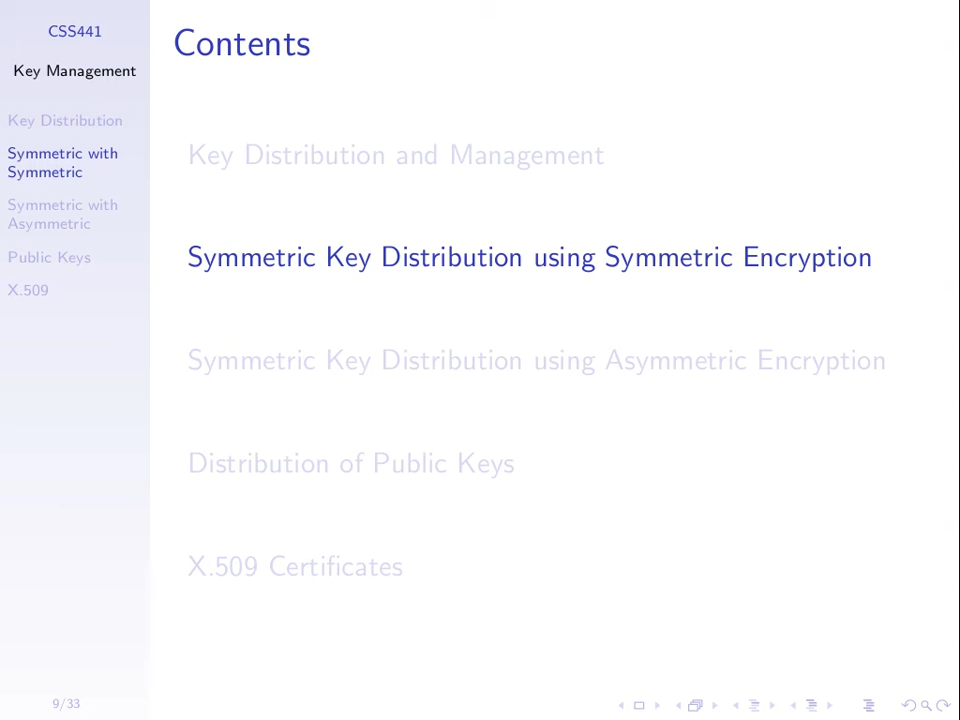 CSS441
Key Management
Key Distribution
Symmetric with
Symmetric
Symmetric with
Asymmetric
Public Keys
X.509
9/33
Contents
Key Distribution and Management
Symmetric Key Distribution using Symmetric Encryption
Symmetric Key Distribution using Asymmetric Encryption
Distribution of Public Keys
X.509 Certificates